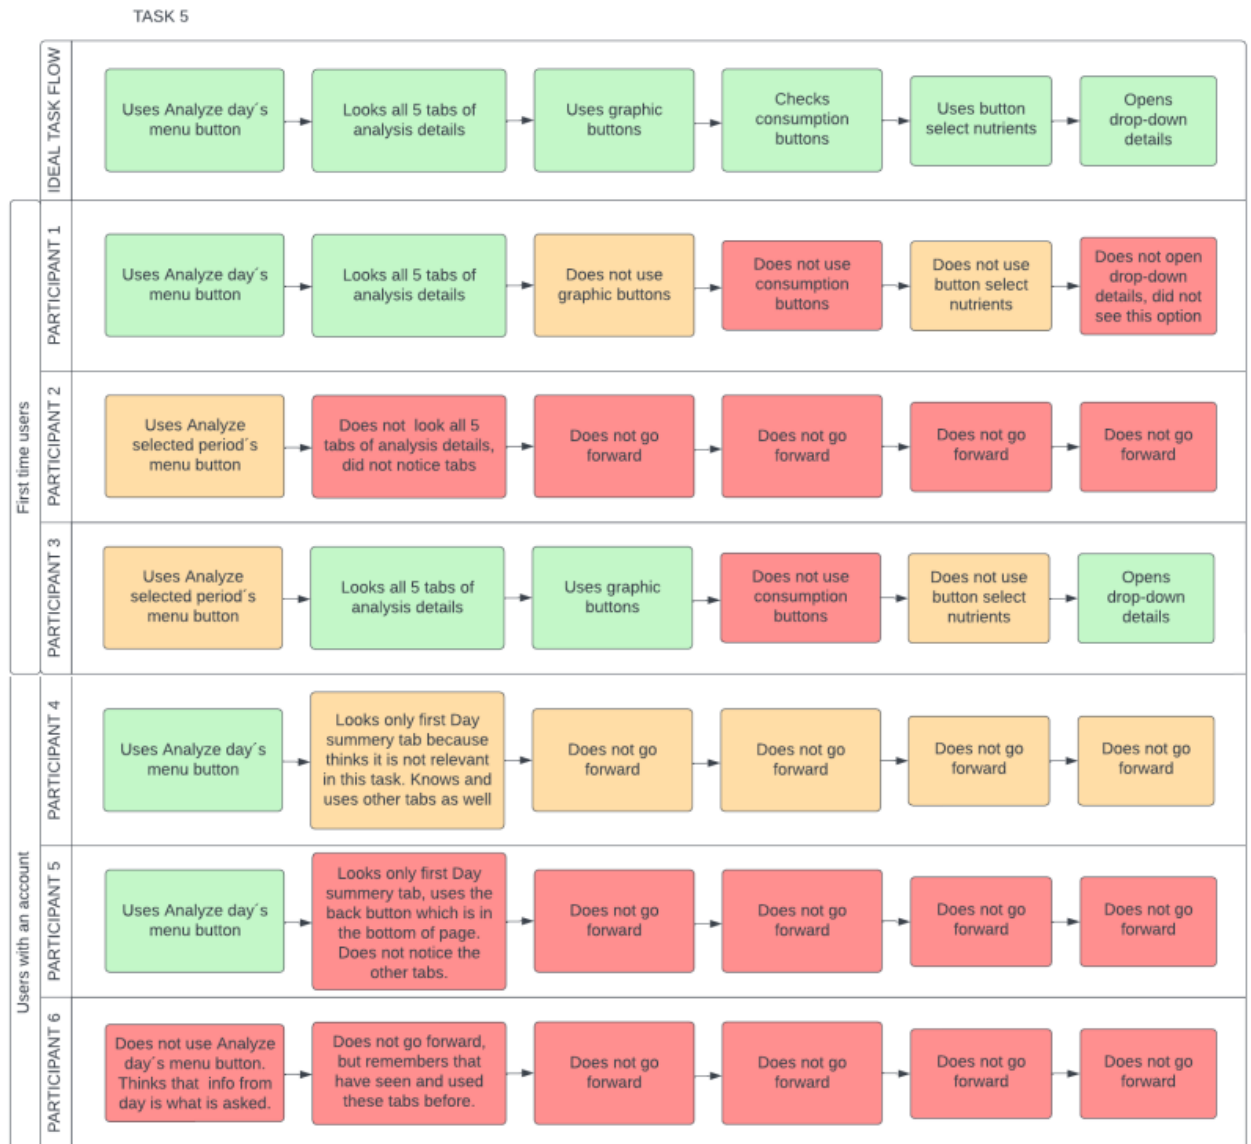 TASK 5
IDEAL TASK FLOW
Uses Analyze day´s
menu button
Looks all 5 tabs of
analysis details
Uses graphic
buttons
Checks
consumption
buttons
Uses button
select nutrients
Opens
drop-down
details
First time users
PARTICIPANT 1
Uses Analyze day´s
menu button
Looks all 5 tabs of
analysis details
Does not use
graphic buttons
Does not use
consumption
buttons
Does not use
button select
nutrients
Does not open
drop-down
details, did not
see this option
PARTICIPANT 2
Uses Analyze
selected period´s
menu button
Does not look all 5
tabs of analysis details,
did not notice tabs
Does not go
forward
Does not go
forward
Does not go
forward
Does not go
forward
PARTICIPANT 3
Uses Analyze
selected period´s
menu button
Looks all 5 tabs of
analysis details
Uses graphic
buttons
Does not use
consumption
buttons
Does not use
button select
nutrients
Opens
drop-down
details
Users with an account
PARTICIPANT 4
Uses Analyze day´s
menu button
Looks only first Day
summery tab because
thinks it is not relevant
in this task. Knows and
uses other tabs as well
Does not go
forward
Does not go
forward
Does not go
forward
Does not go
forward
PARTICIPANT 5
Uses Analyze day´s
menu button
Looks only first Day
summery tab, uses the
back button which is in
the bottom of page.
Does not notice the
other tabs.
Does not go
forward
Does not go
forward
Does not go
forward
Does not go
forward
PARTICIPANT 6
Does not use Analyze
day´s menu button.
Thinks that info from
day is what is asked.
Does not go forward,
but remembers that
have seen and used
these tabs before.
Does not go
forward
Does not go
forward
Does not go
forward
Does not go
forward